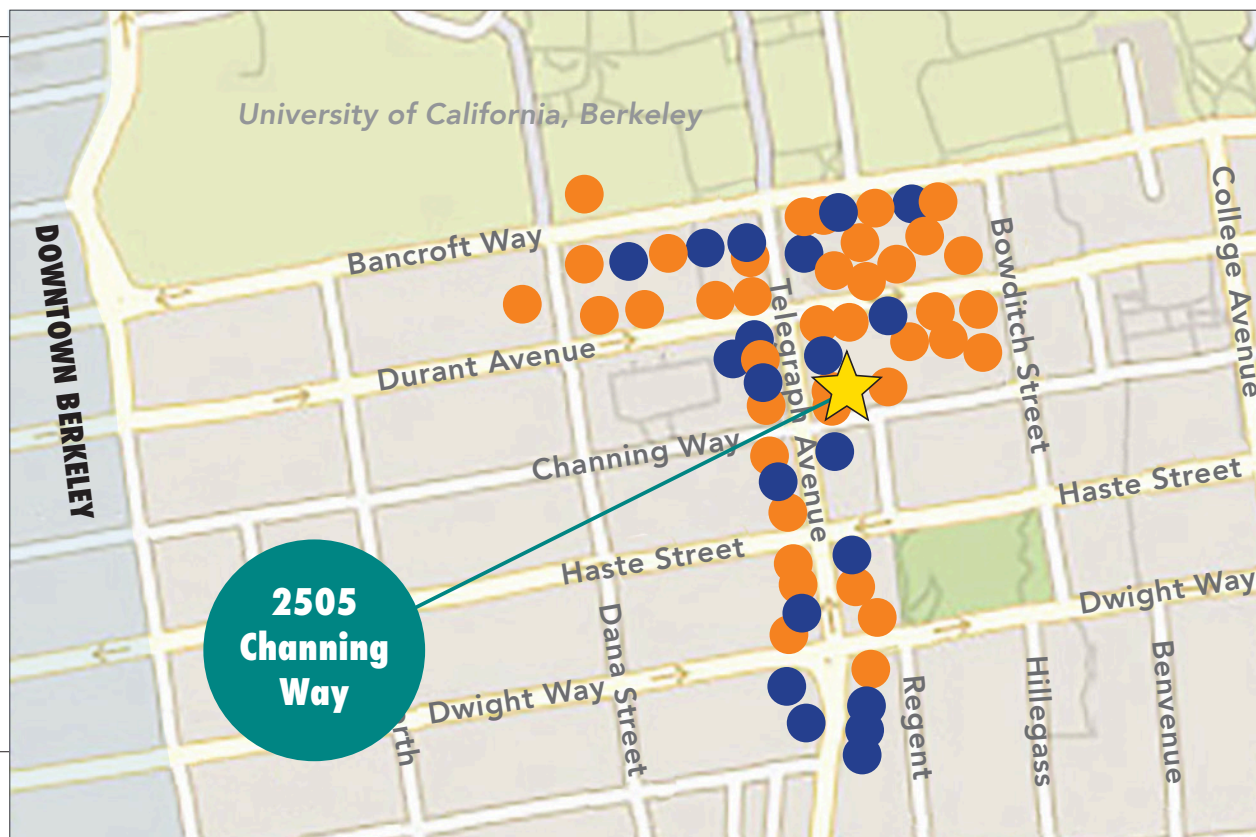 University of California, Berkeley
College Avenue
Bancroft Way
Bowditch Street
DOWNTOWN BERKELEY
Telegraph Avenue
Durant Avenue
Channing Way
Haste Street
Haste Street
Dwight Way
2505
Channing
Way
Dana Street
Dwight Way
Regent
Hillegass
Benvenue